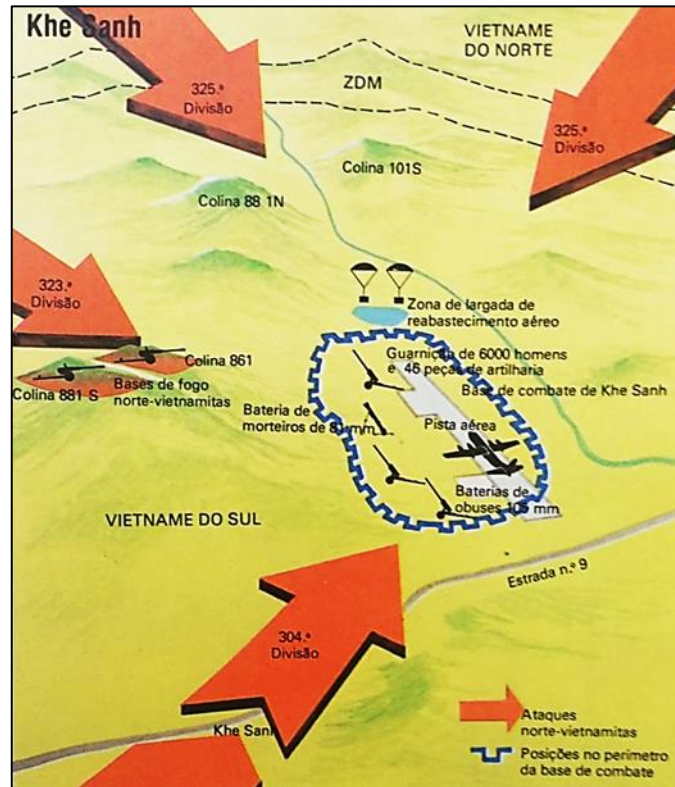 Khe Sanh
VIETNAME
DO NORTE
ZDM
325.ª
Divisão
325.ª
Divisão
Colina 101S
Colina 88 1N
323.ª
Divisão
Zona de largada de
reabastecimento aéreo
Guarnição de 6000 homens
e 46 peças de artilharia
Base de combate de Khe Sanh
Colina 861
Colina 881 S
Bases de fogo
norte-vietnamitas
Bateria de
morteiros de 81 mm
Pista aérea
Baterias de
obuses 105 mm
VIETNAME DO SUL
Estrada n.º 9
304.ª
Divisão
Khe San
Ataques
norte-vietnamitas
Posições no perímetro
da base de combate